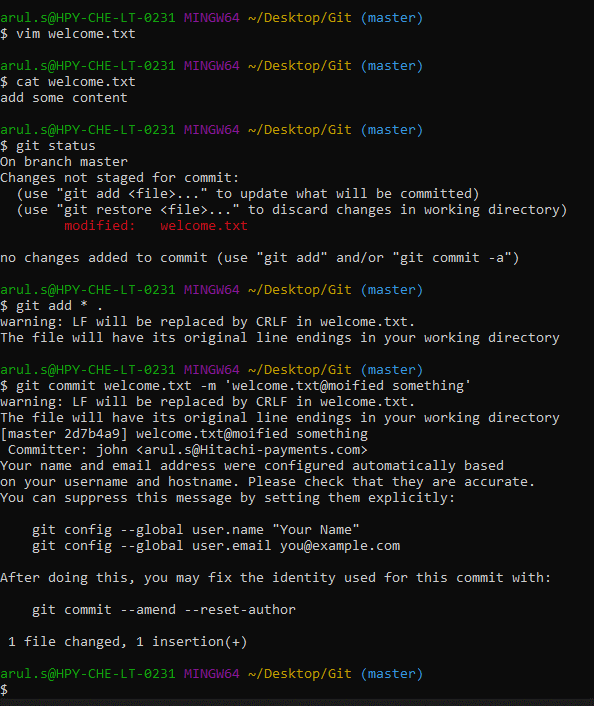 arul.s@HPY-CHE-LT-0231 MINGW64 ~/Desktop/Git (master)
$ vim welcome.txt

arul.s@HPY-CHE-LT-0231 MINGW64 ~/Desktop/Git (master)
$ cat welcome.txt
add some content

arul.s@HPY-CHE-LT-0231 MINGW64 ~/Desktop/Git (master)
$ git status
On branch master
Changes not staged for commit:
  (use "git add <file>..." to update what will be committed)
  (use "git restore <file>..." to discard changes in working directory)
        modified:   welcome.txt

no changes added to commit (use "git add" and/or "git commit -a")

arul.s@HPY-CHE-LT-0231 MINGW64 ~/Desktop/Git (master)
$ git add * .
warning: LF will be replaced by CRLF in welcome.txt.
The file will have its original line endings in your working directory

arul.s@HPY-CHE-LT-0231 MINGW64 ~/Desktop/Git (master)
$ git commit welcome.txt -m 'welcome.txt@moified something'
warning: LF will be replaced by CRLF in welcome.txt.
The file will have its original line endings in your working directory
[master 2d7b4a9] welcome.txt@moified something
 Committer: john <arul.s@Hitachi-payments.com>
Your name and email address were configured automatically based
on your username and hostname. Please check that they are accurate.
You can suppress this message by setting them explicitly:

    git config --global user.name "Your Name"
    git config --global user.email you@example.com

After doing this, you may fix the identity used for this commit with:

    git commit --amend --reset-author

 1 file changed, 1 insertion(+)

arul.s@HPY-CHE-LT-0231 MINGW64 ~/Desktop/Git (master)
$